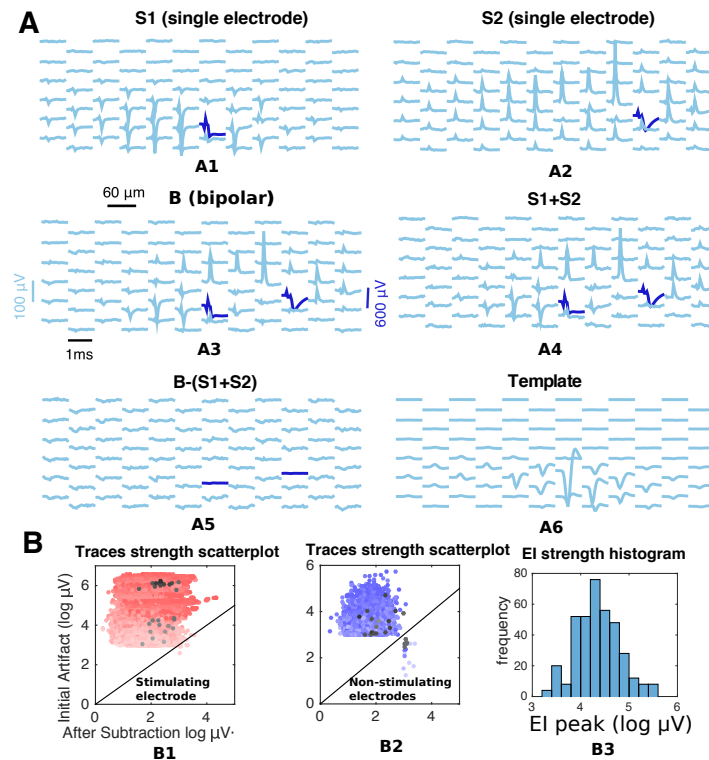 A
S1 (single electrode)
S2 (single electrode)
A1
A2
60 μm
B (bipolar)
S1+S2
100 μV
600 μV
1ms
A3
A4
B-(S1+S2)
Template
A5
A6
B
Traces strength scatterplot
Traces strength scatterplot
EI strength histogram
Initial Artifact (log μV)
6
4
2
0
0
2
4
Stimulating
electrode
After Subtraction log μV·
B1
6
4
2
0
0
2
4
Non-stimulating
electrodes
B2
frequency
80
60
40
20
0
3
4
5
6
EI peak (log μV)
B3